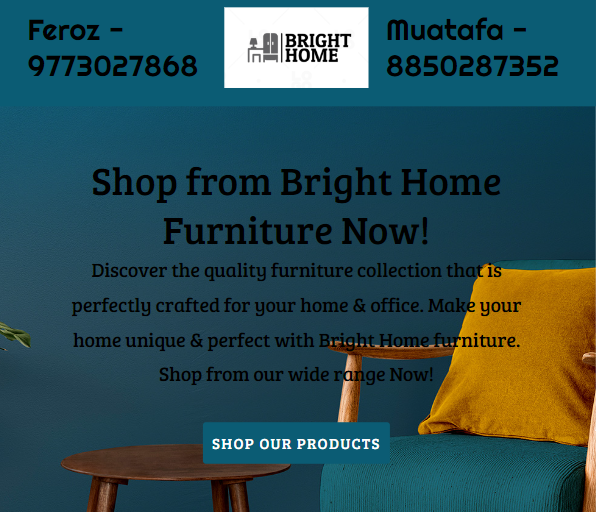 Feroz -
9773027868
BRIGHT
HOME
Muatafa -
8850287352
Shop from Bright Home
Furniture Now!
Discover the quality furniture collection that is
perfectly crafted for your home & office. Make your
home unique & perfect with Bright Home furniture.
Shop from our wide range Now!
SHOP OUR PRODUCTS